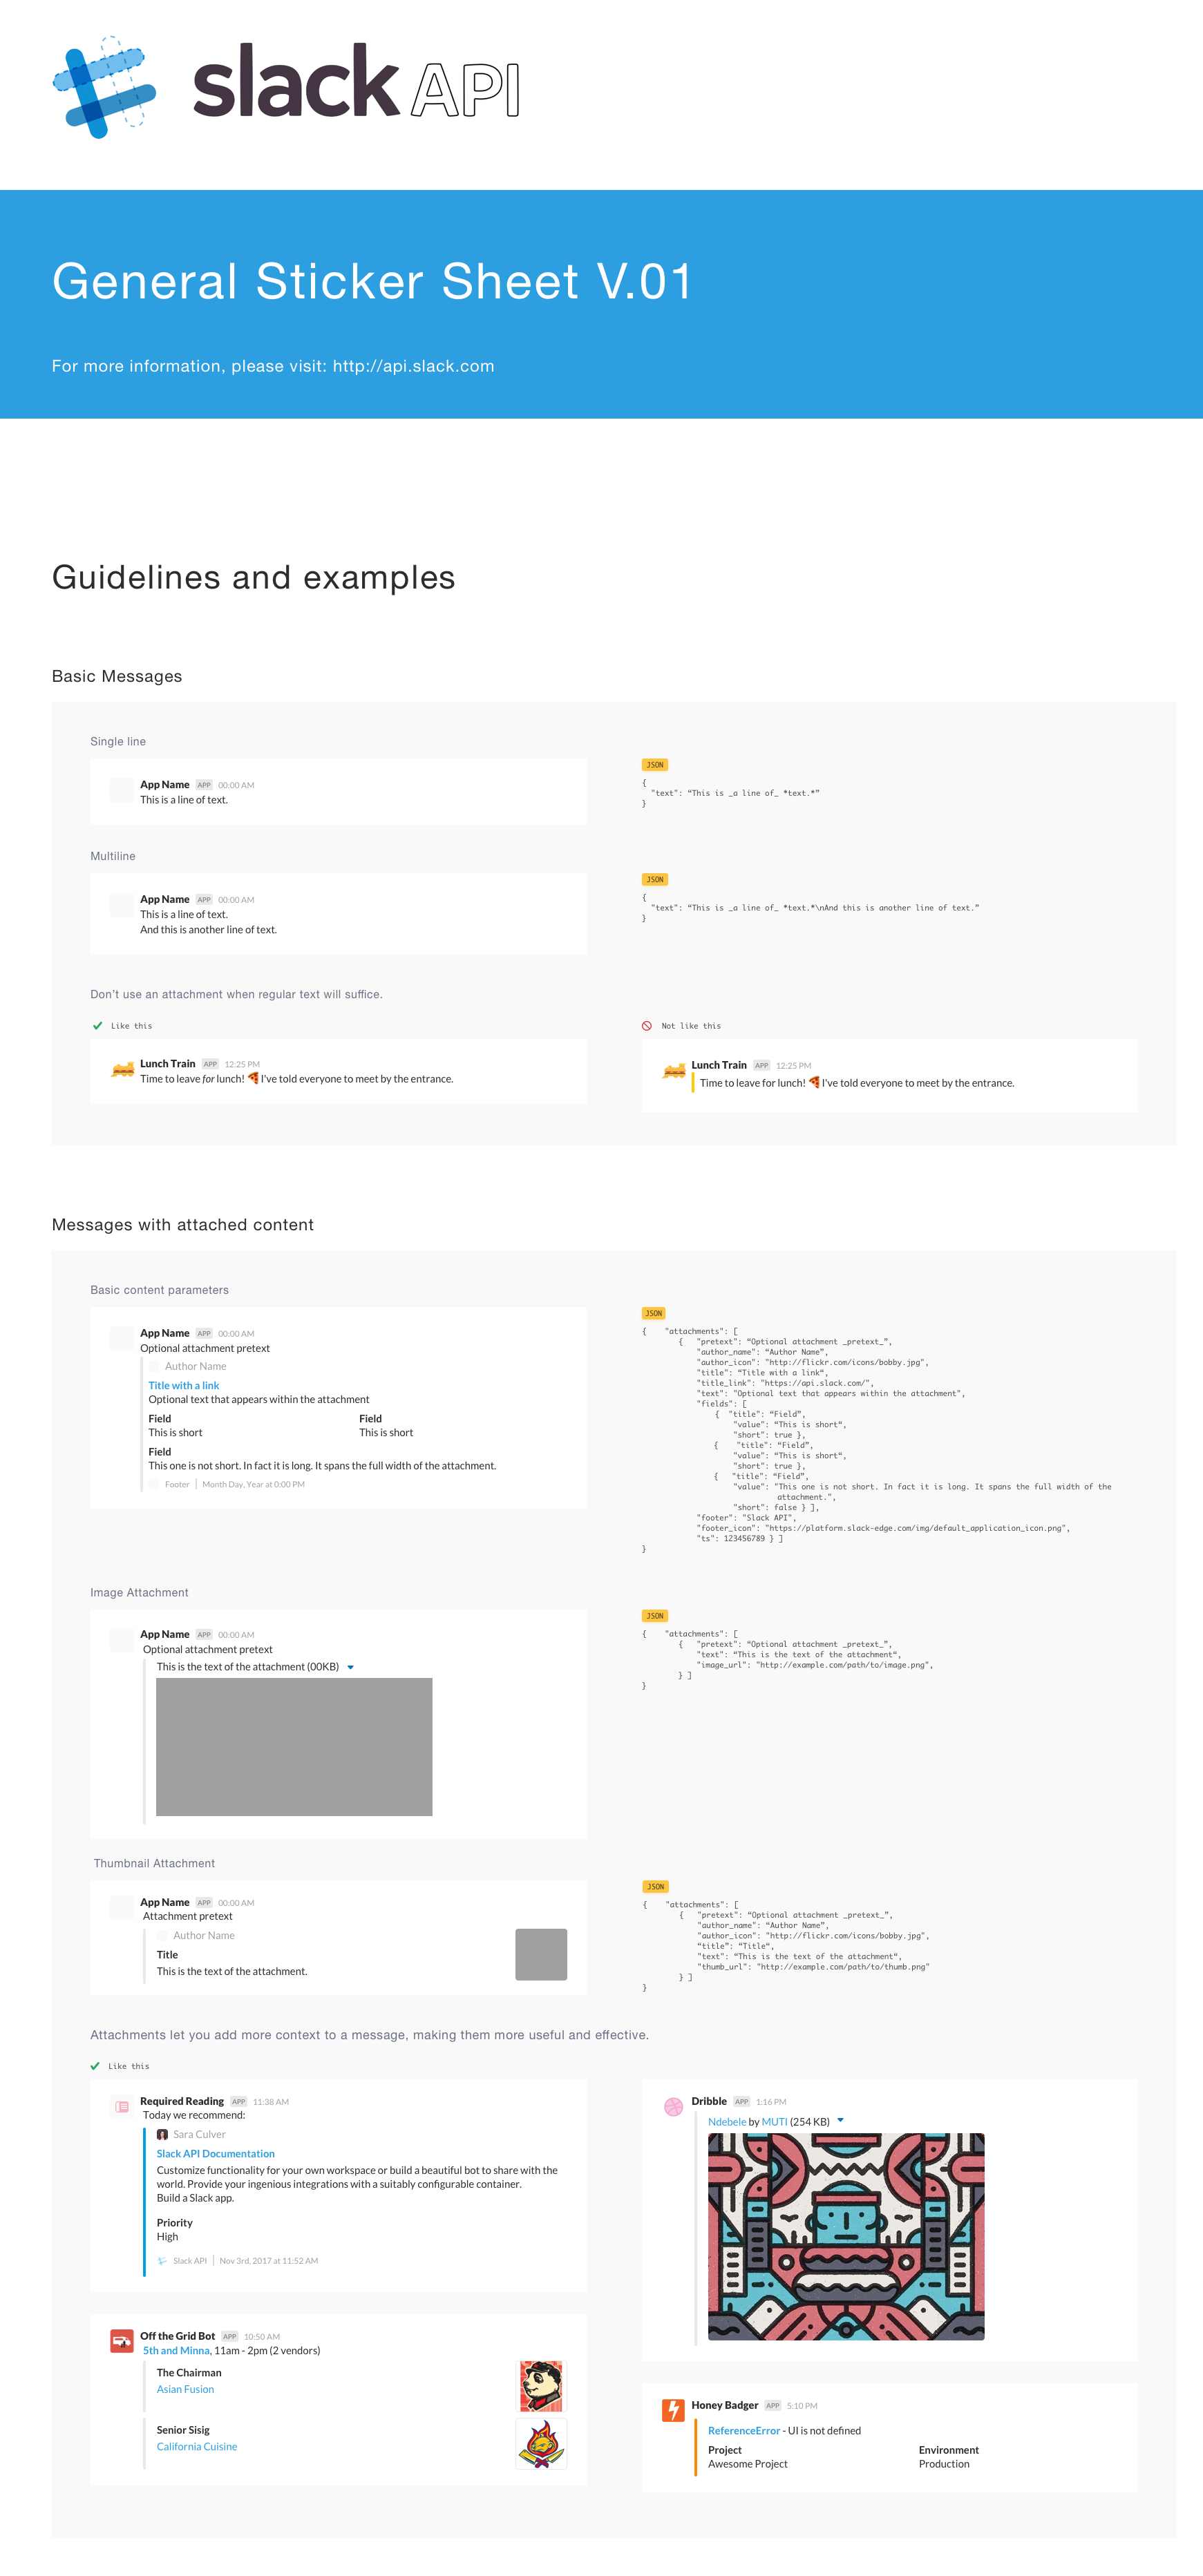 slack API
General Sticker Sheet V.01
For more information, please visit: http://api.slack.com
Guidelines and examples
Basic Messages
Single line
App Name APP 00:00 AM
This is a line of text.
JSON
{
"text": “This is _a line of_ *text.*”
}
Multiline
App Name APP 00:00 AM
This is a line of text.
And this is another line of text.
JSON
{
"text": “This is _a line of_ *text.*\nAnd this is another line of text.”
}
Don’t use an attachment when regular text will suffice.
Like this
Lunch Train APP 12:25 PM
Time to leave for lunch! I've told everyone to meet by the entrance.
Not like this
Lunch Train APP 12:25 PM
Time to leave for lunch! I've told everyone to meet by the entrance.
Messages with attached content
Basic content parameters
App Name APP 00:00 AM
Optional attachment pretext
Author Name
Title with a link
Optional text that appears within the attachment
Field Field
This is short This is short
Field
This one is not short. In fact it is long. It spans the full width of the attachment.
Footer | Month Day, Year at 0:00 PM
JSON
{ "attachments": [
{ "pretext": “Optional attachment _pretext_”,
"author_name": “Author Name”,
"author_icon": "http://flickr.com/icons/bobby.jpg",
"title": “Title with a link“,
"title_link": "https://api.slack.com/",
"text": "Optional text that appears within the attachment",
"fields": [
{ "title": “Field”,
"value": “This is short“,
"short": true },
{ "title": “Field”,
"value": “This is short“,
"short": true },
{ "title": “Field”,
"value": "This one is not short. In fact it is long. It spans the full width of the
attachment.",
"short": false } ],
"footer": "Slack API",
"footer_icon": "https://platform.slack-edge.com/img/default_application_icon.png",
"ts": 123456789 } ]
}
Image Attachment
App Name APP 00:00 AM
Optional attachment pretext
This is the text of the attachment (00KB)
JSON
{ "attachments": [
{ "pretext": “Optional attachment _pretext_”,
"text": “This is the text of the attachment“,
"image_url": "http://example.com/path/to/image.png",
} ]
}
Thumbnail Attachment
App Name APP 00:00 AM
Attachment pretext
Author Name
Title
This is the text of the attachment.
JSON
{ "attachments": [
{ "pretext": “Optional attachment _pretext_”,
"author_name": “Author Name”,
"author_icon": "http://flickr.com/icons/bobby.jpg",
“title”: “Title“,
"text": “This is the text of the attachment“,
"thumb_url": "http://example.com/path/to/thumb.png"
} ]
}
Attachments let you add more context to a message, making them more useful and effective.
Like this
Required Reading APP 11:38 AM
Today we recommend:
Sara Culver
Slack API Documentation
Customize functionality for your own workspace or build a beautiful bot to share with the
world. Provide your ingenious integrations with a suitably configurable container.
Build a Slack app.
Priority
High
Slack API | Nov 3rd, 2017 at 11:52 AM
Off the Grid Bot APP 10:50 AM
5th and Minna, 11am - 2pm (2 vendors)
The Chairman
Asian Fusion
Senior Sisig
California Cuisine
Dribble APP 1:16 PM
Ndebele by MUTI (254 KB)
Honey Badger APP 5:10 PM
ReferenceError - UI is not defined
Project Environment
Awesome Project Production